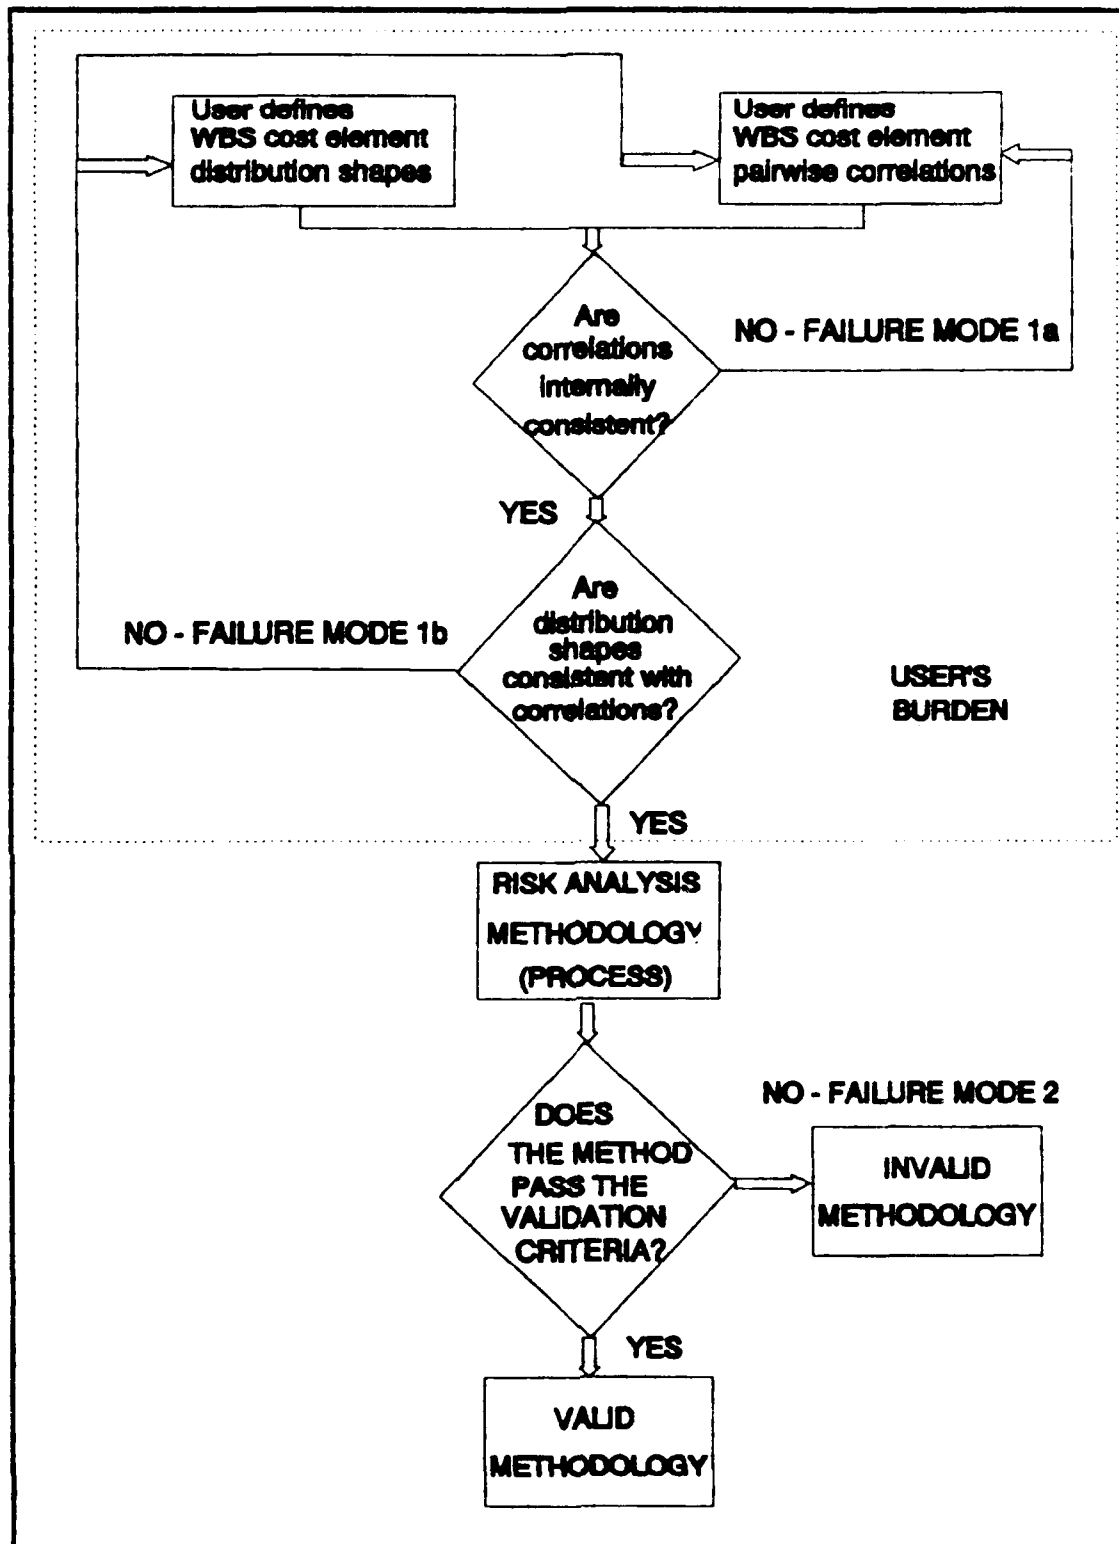 User defines
WBS cost element
distribution shapes
User defines
WBS cost element
pairwise correlations
Are
correlations
internally
consistent?
NO - FAILURE MODE 1a
YES
Are
distribution
shapes
consistent with
correlations?
NO - FAILURE MODE 1b
USER'S
BURDEN
YES
RISK ANALYSIS
METHODOLOGY
(PROCESS)
DOES
THE METHOD
PASS THE
VALIDATION
CRITERIA?
NO - FAILURE MODE 2
INVALID
METHODOLOGY
YES
VALID
METHODOLOGY